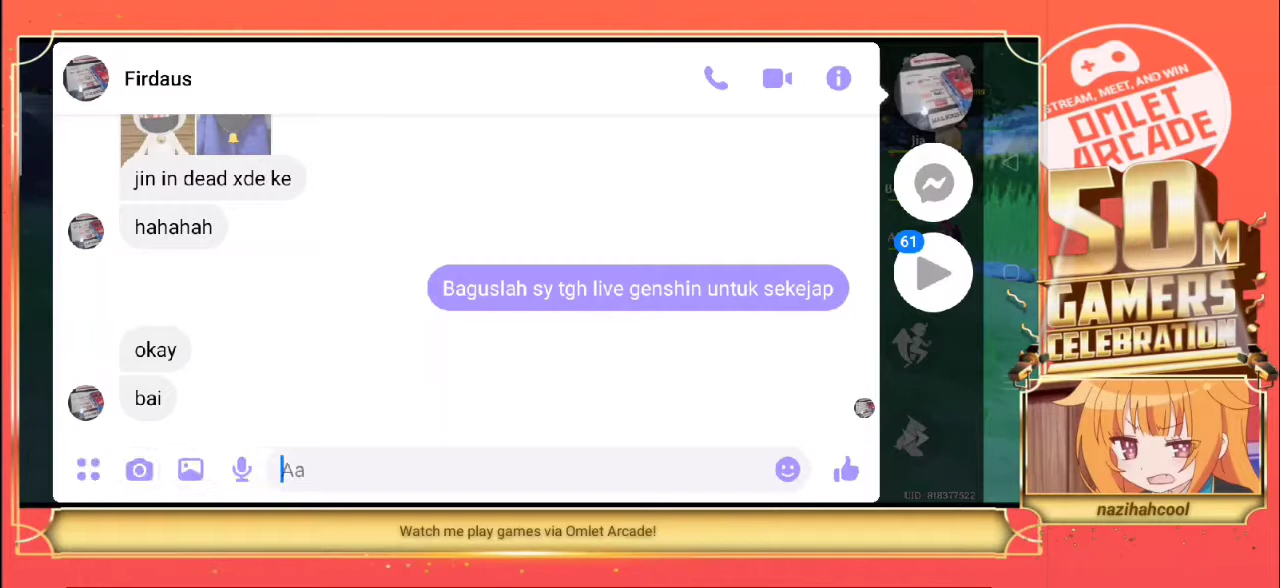 Firdaus
jin in dead xde ke
hahahah
Baguslah sy tgh live genshin untuk sekejap
okay
bai
Aa
61
UID 818377522
STREAM, MEET, AND WIN
OMLET
ARCADE
50M
GAMERS
CELEBRATION
nazihahcool
Watch me play games via Omlet Arcade!